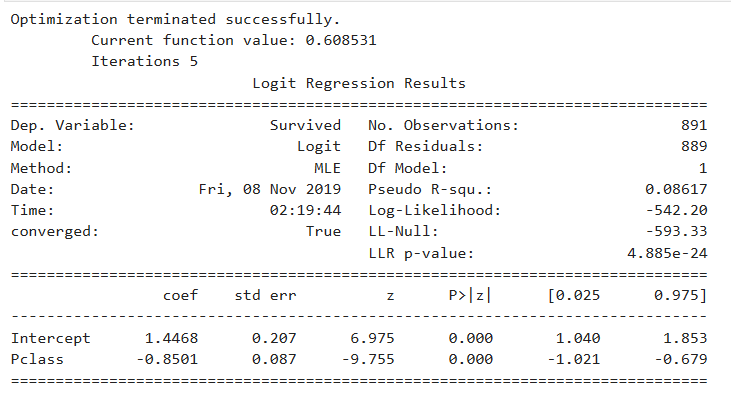 Optimization terminated successfully.
         Current function value: 0.608531
         Iterations 5
                           Logit Regression Results
==============================================================================
Dep. Variable:               Survived   No. Observations:                  891
Model:                          Logit   Df Residuals:                      889
Method:                           MLE   Df Model:                            1
Date:                Fri, 08 Nov 2019   Pseudo R-squ.:                 0.08617
Time:                        02:19:44   Log-Likelihood:                -542.20
converged:                       True   LL-Null:                       -593.33
                                        LLR p-value:                 4.885e-24
==============================================================================
                 coef    std err          z      P>|z|      [0.025      0.975]
------------------------------------------------------------------------------
Intercept      1.4468      0.207      6.975      0.000       1.040       1.853
Pclass        -0.8501      0.087     -9.755      0.000      -1.021      -0.679
==============================================================================